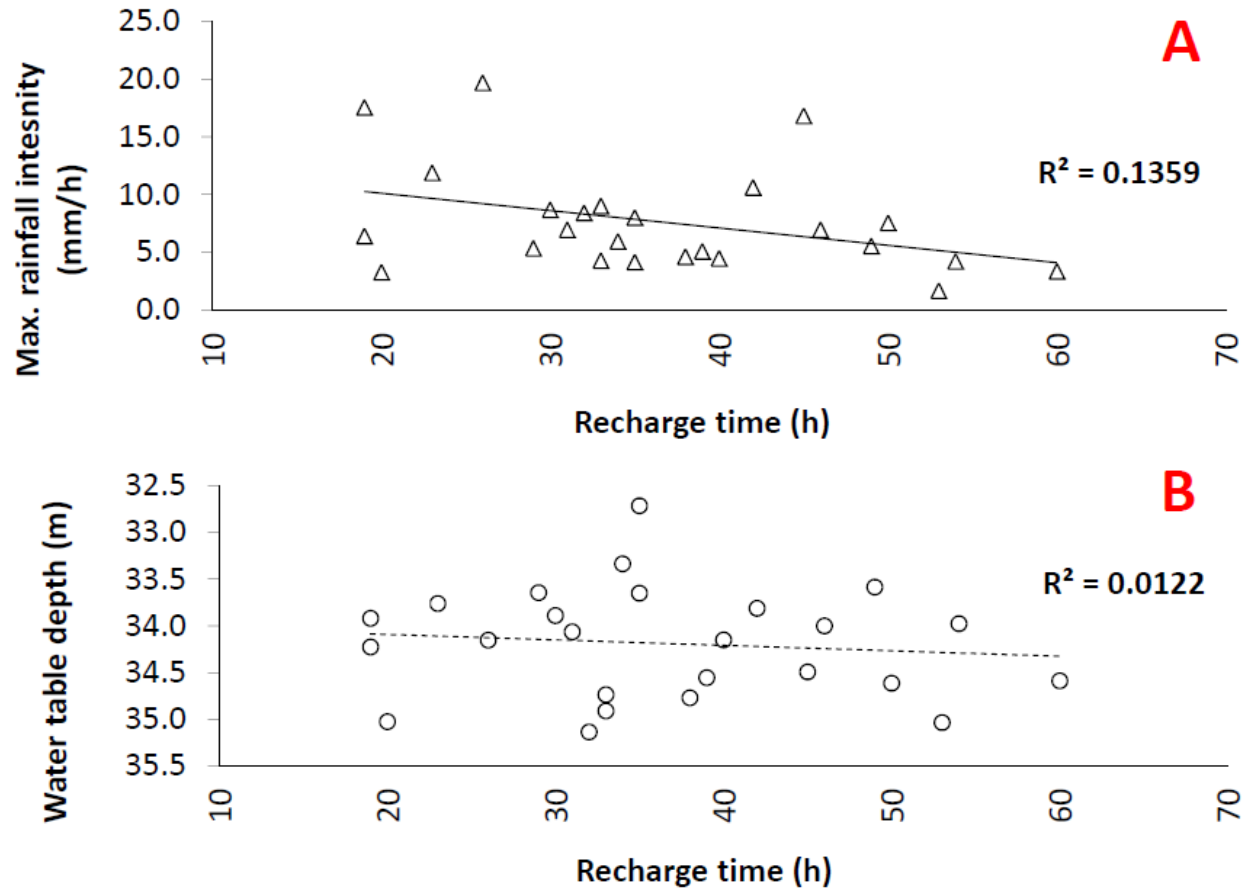 A
Max. rainfall intesnity
(mm/h)
25.0
20.0
15.0
10.0
5.0
0.0
R² = 0.1359
10 20 30 40 50 60 70
Recharge time (h)
B
Water table depth (m)
32.5
33.0
33.5
34.0
34.5
35.0
35.5
R² = 0.0122
10 20 30 40 50 60 70
Recharge time (h)